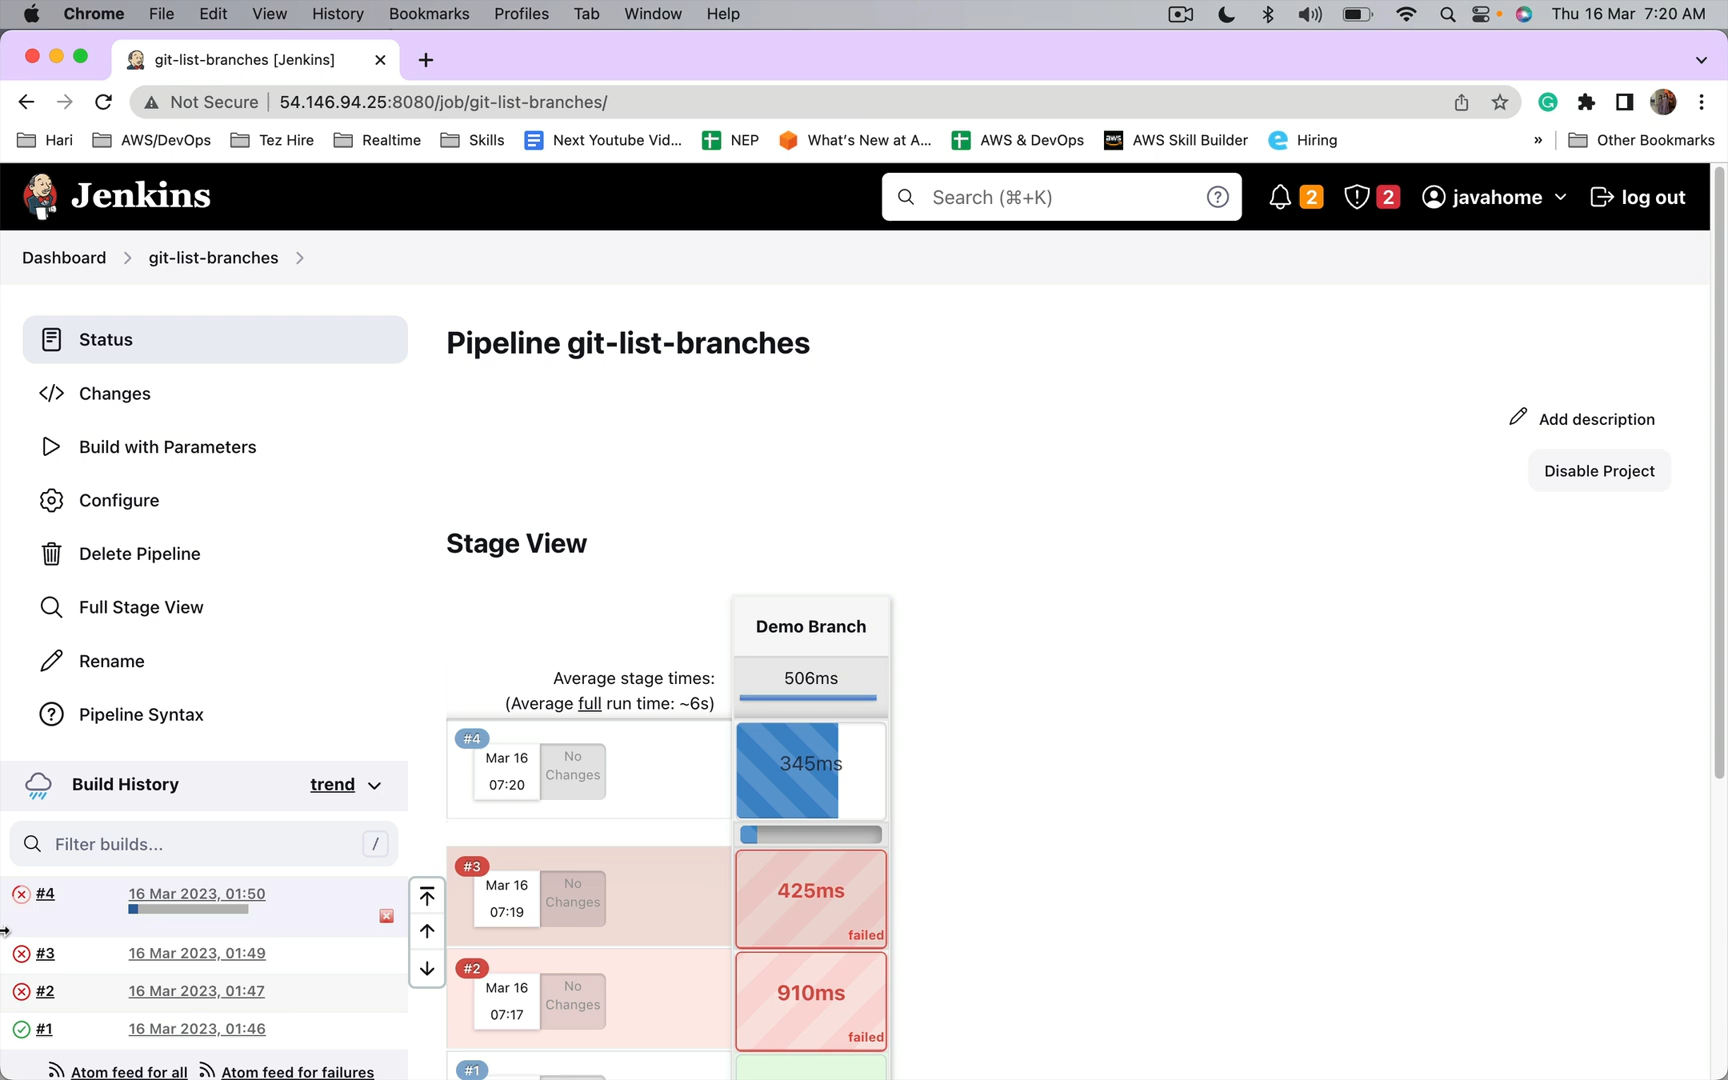 Chrome File Edit View History Bookmarks Profiles Tab Window Help Thu 16 Mar 7:20 AM
git-list-branches [Jenkins]
Not Secure 54.146.94.25:8080/job/git-list-branches/
Hari AWS/DevOps Tez Hire Realtime Skills Next Youtube Vid... NEP What's New at A... AWS & DevOps aws AWS Skill Builder Hiring » Other Bookmarks
Jenkins Search (⌘+K) 2 2 javahome log out
Dashboard git-list-branches
Status
Changes
Build with Parameters
Configure
Delete Pipeline
Full Stage View
Rename
Pipeline Syntax
Build History trend
Filter builds... /
#4 16 Mar 2023, 01:50
#3 16 Mar 2023, 01:49
#2 16 Mar 2023, 01:47
#1 16 Mar 2023, 01:46
Atom feed for all Atom feed for failures
Pipeline git-list-branches
Add description
Disable Project
Stage View
Demo Branch
Average stage times: 506ms
(Average full run time: ~6s)
#4
Mar 16
07:20
No
Changes
345ms
#3
Mar 16
07:19
No
Changes
425ms
failed
#2
Mar 16
07:17
No
Changes
910ms
failed
#1